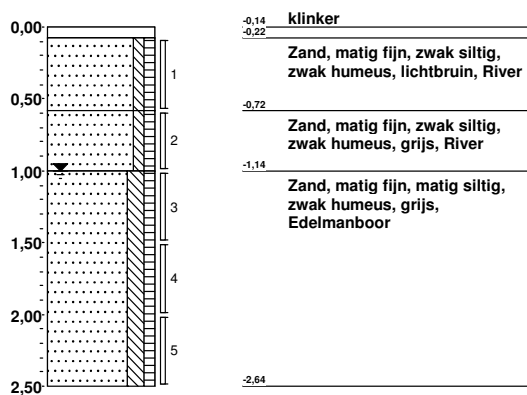 0,00
0,50
1,00
1,50
2,00
2,50
1
2
3
4
5
-0,14
klinker
-0,22
Zand, matig fijn, zwak siltig,
zwak humeus, lichtbruin, River
-0,72
Zand, matig fijn, zwak siltig,
zwak humeus, grijs, River
-1,14
Zand, matig fijn, matig siltig,
zwak humeus, grijs,
Edelmanboor
-2,64